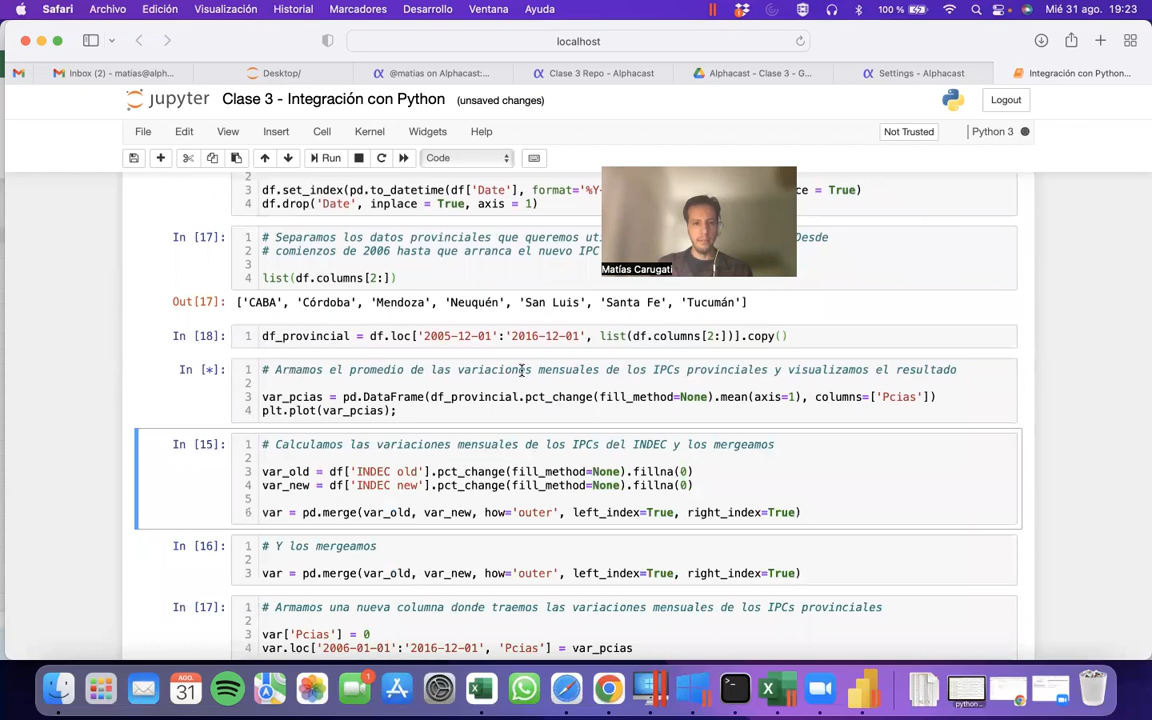 Safari Archivo Edición Visualización Historial Marcadores Desarrollo Ventana Ayuda 100 % Mié 31 ago. 19:23
localhost
Inbox (2) - matias@alph... Desktop/ @matias on Alphacast:... Clase 3 Repo - Alphacast Alphacast - Clase 3 - G... Settings - Alphacast Integración con Python...
jupyter Clase 3 - Integración con Python (unsaved changes) Logout
File Edit View Insert Cell Kernel Widgets Help Not Trusted Python 3
Run Code
2
3 df.set_index(pd.to_datetime(df['Date'], format='%Y- ce = True)
4 df.drop('Date', inplace = True, axis = 1)
In [17]: 1 # Separamos los datos provinciales que queremos ut Desde
2 # comienzos de 2006 hasta que arranca el nuevo IPC
3
4 list(df.columns[2:])
Matías Carugati
Out[17]: ['CABA', 'Córdoba', 'Mendoza', 'Neuquén', 'San Luis', 'Santa Fe', 'Tucumán']
In [18]: 1 df_provincial = df.loc['2005-12-01':'2016-12-01', list(df.columns[2:])].copy()
In [*]: 1 # Armamos el promedio de las variaciones mensuales de los IPCs provinciales y visualizamos el resultado
2
3 var_pcias = pd.DataFrame(df_provincial.pct_change(fill_method=None).mean(axis=1), columns=['Pcias'])
4 plt.plot(var_pcias);
In [15]: 1 # Calculamos las variaciones mensuales de los IPCs del INDEC y los mergeamos
2
3 var_old = df['INDEC old'].pct_change(fill_method=None).fillna(0)
4 var_new = df['INDEC new'].pct_change(fill_method=None).fillna(0)
5
6 var = pd.merge(var_old, var_new, how='outer', left_index=True, right_index=True)
In [16]: 1 # Y los mergeamos
2
3 var = pd.merge(var_old, var_new, how='outer', left_index=True, right_index=True)
In [17]: 1 # Armamos una nueva columna donde traemos las variaciones mensuales de los IPCs provinciales
2
3 var['Pcias'] = 0
4 var.loc['2006-01-01':'2016-12-01', 'Pcias'] = var_pcias
AGO.
31
1
python